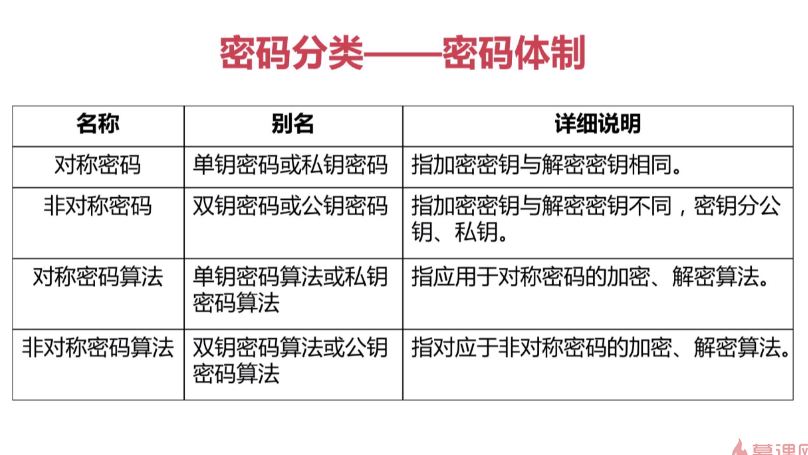 密码分类——密码体制
名称 别名 详细说明
对称密码 单钥密码或私钥密码 指加密密钥与解密密钥相同。
非对称密码 双钥密码或公钥密码 指加密密钥与解密密钥不同，密钥分公
钥、私钥。
对称密码算法 单钥密码算法或私钥 指应用于对称密码的加密、解密算法。
密码算法
非对称密码算法 双钥密码算法或公钥 指对应于非对称密码的加密、解密算法。
密码算法
慕课网